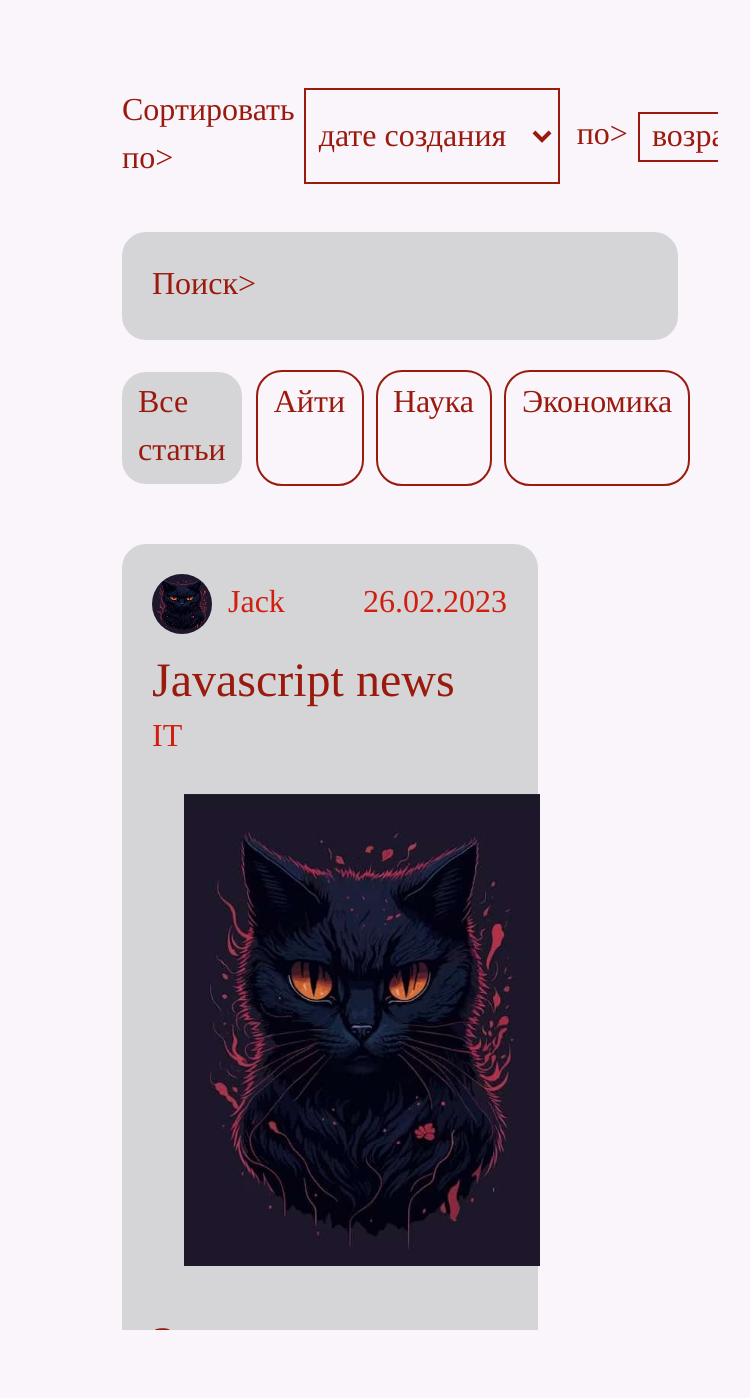 Сортировать
по> дате создания по> возра
Поиск>
Все
статьи Айти Наука Экономика
Jack 26.02.2023
Javascript news
IT